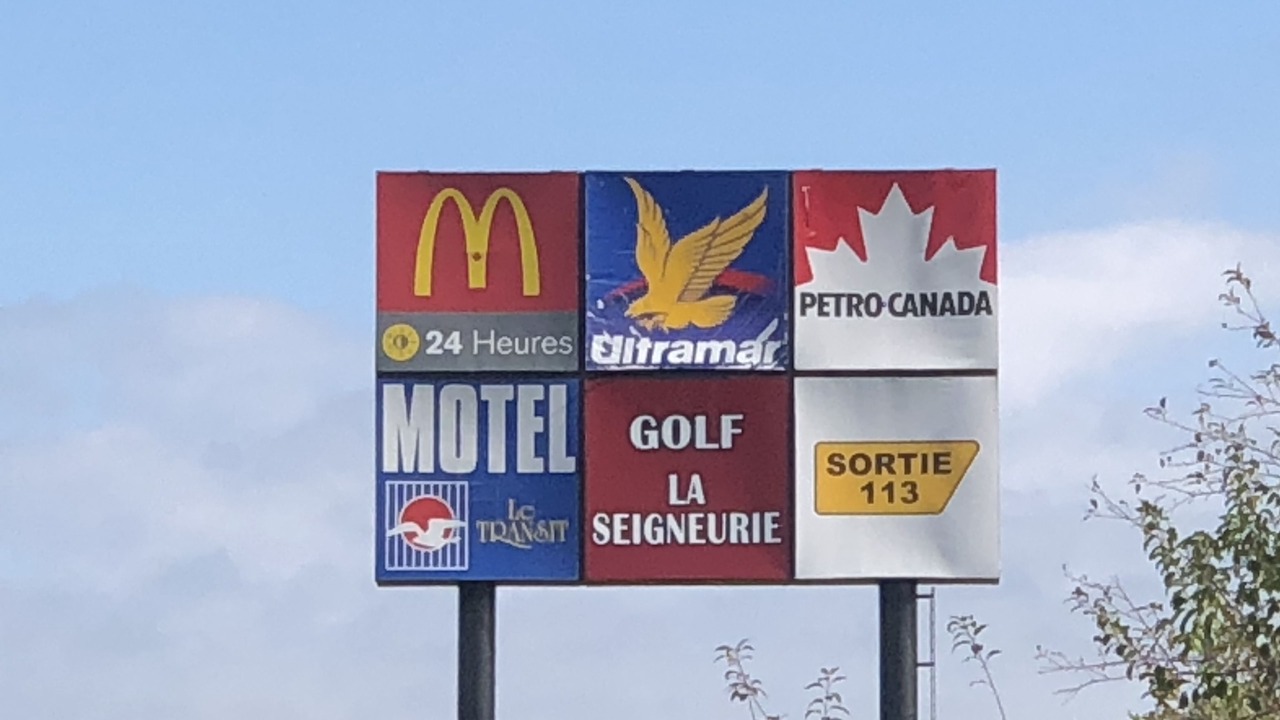 24 Heures
Ultramar
PETRO-CANADA
MOTEL
Le
TRANSIT
GOLF
LA
SEIGNEURIE
SORTIE
113